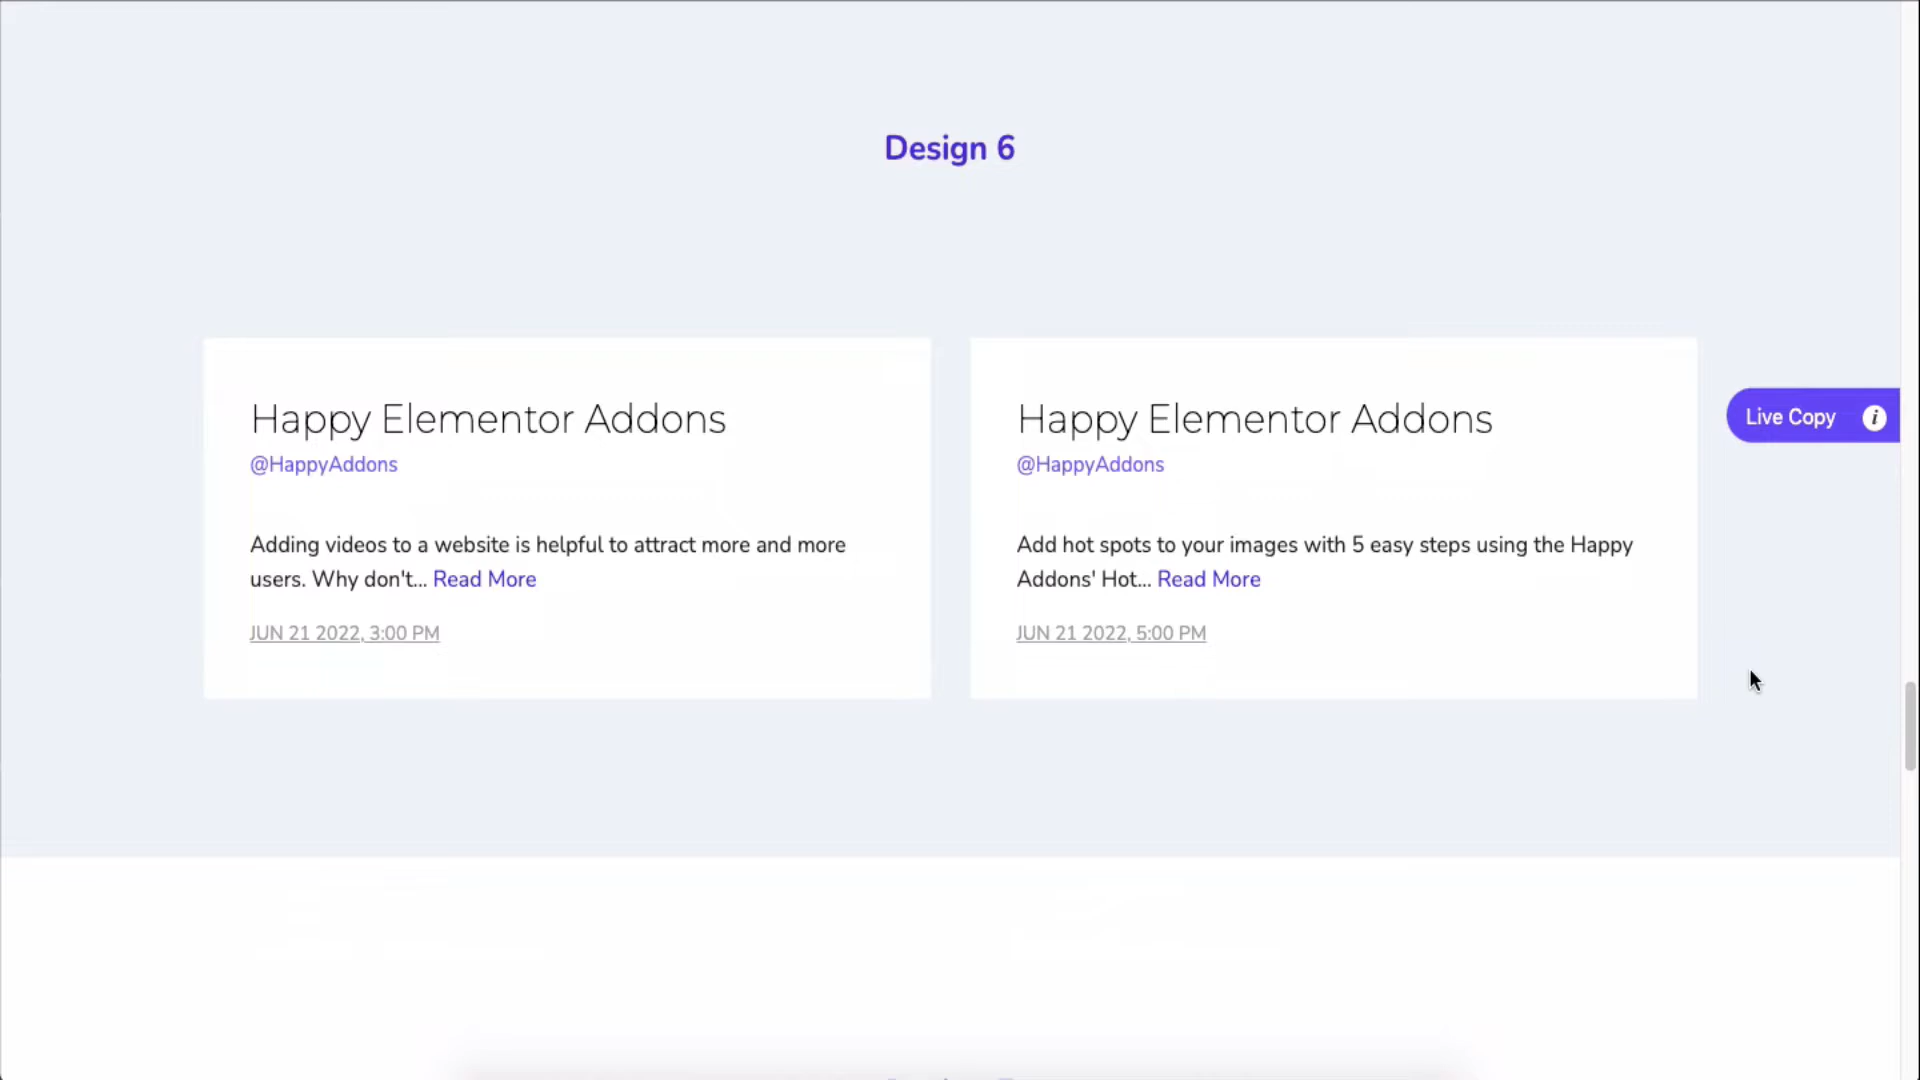 Design 6
Happy Elementor Addons
@HappyAddons
Adding videos to a website is helpful to attract more and more
users. Why don't... Read More
JUN 21 2022, 3:00 PM
Happy Elementor Addons
@HappyAddons
Add hot spots to your images with 5 easy steps using the Happy
Addons' Hot... Read More
JUN 21 2022, 5:00 PM
Live Copy i